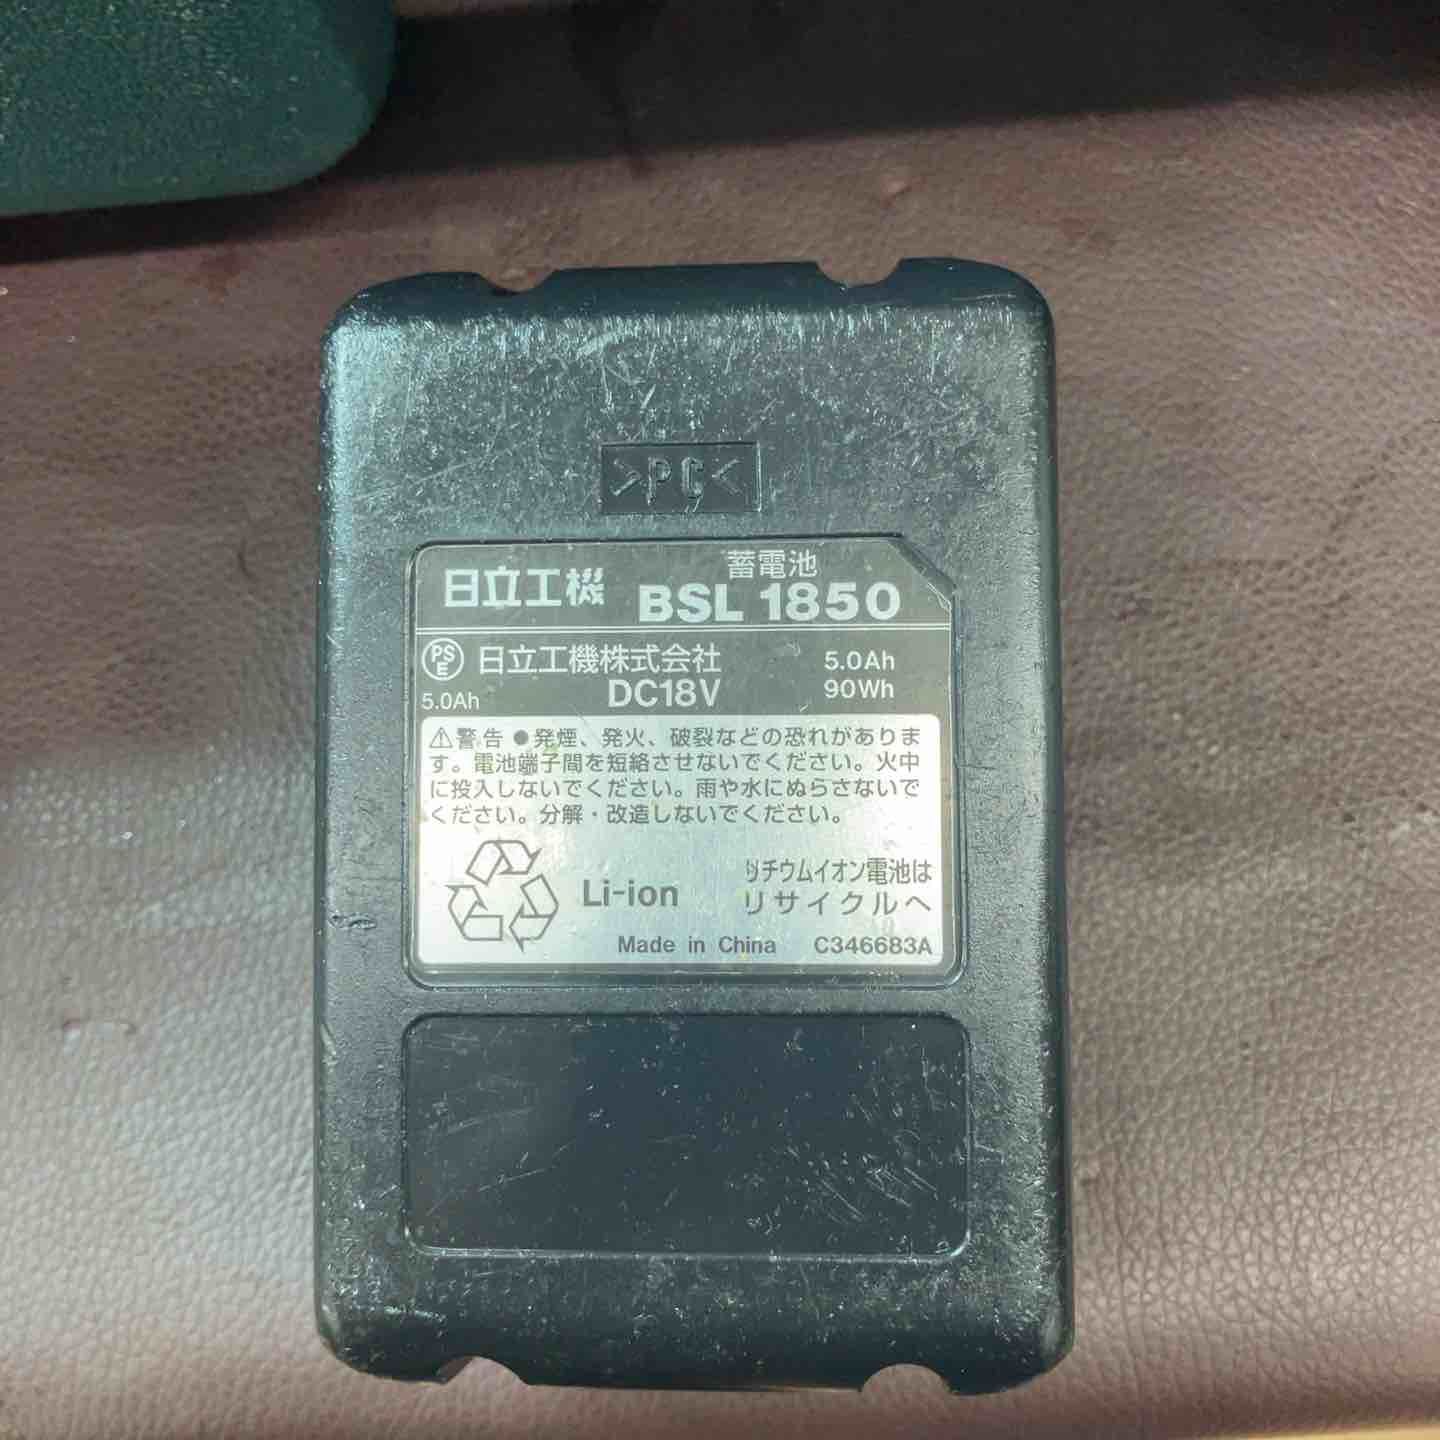 >PC<
蓄電池
日立工機 BSL 1850
PSE 日立工機株式会社 5.0Ah
5.0Ah DC18V 90Wh
⚠警告 ●発煙、発火、破裂などの恐れがありま
す。電池端子間を短絡させないでください。火中
に投入しないでください。雨や水にぬらさないで
ください。分解・改造しないでください。
Li-ion
リチウムイオン電池は
リサイクルへ
Made in China C346683A